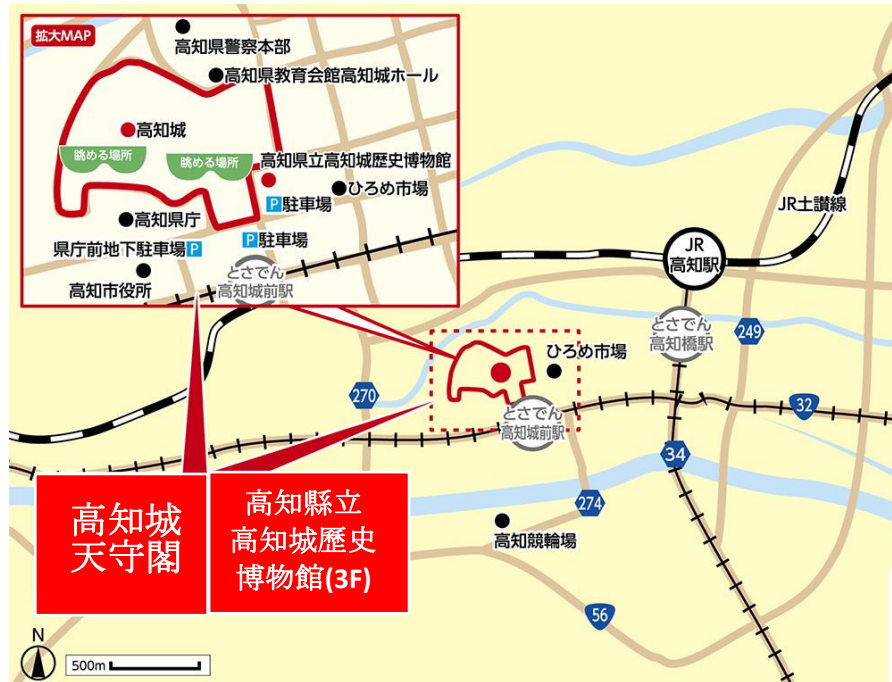 拡大MAP
高知県警察本部
高知県教育会館高知城ホール
高知城
眺める場所
眺める場所
高知県立高知城歴史博物館
ひろめ市場
P駐車場
高知県庁
県庁前地下駐車場P
P駐車場
高知市役所
とさでん
高知城前駅
JR土讃線
JR
高知駅
とさでん
高知橋駅
249
ひろめ市場
270
32
とさでん
高知城前駅
34
274
高知競輪場
56
高知城
天守閣
高知縣立
高知城歷史
博物館(3F)
N
500m